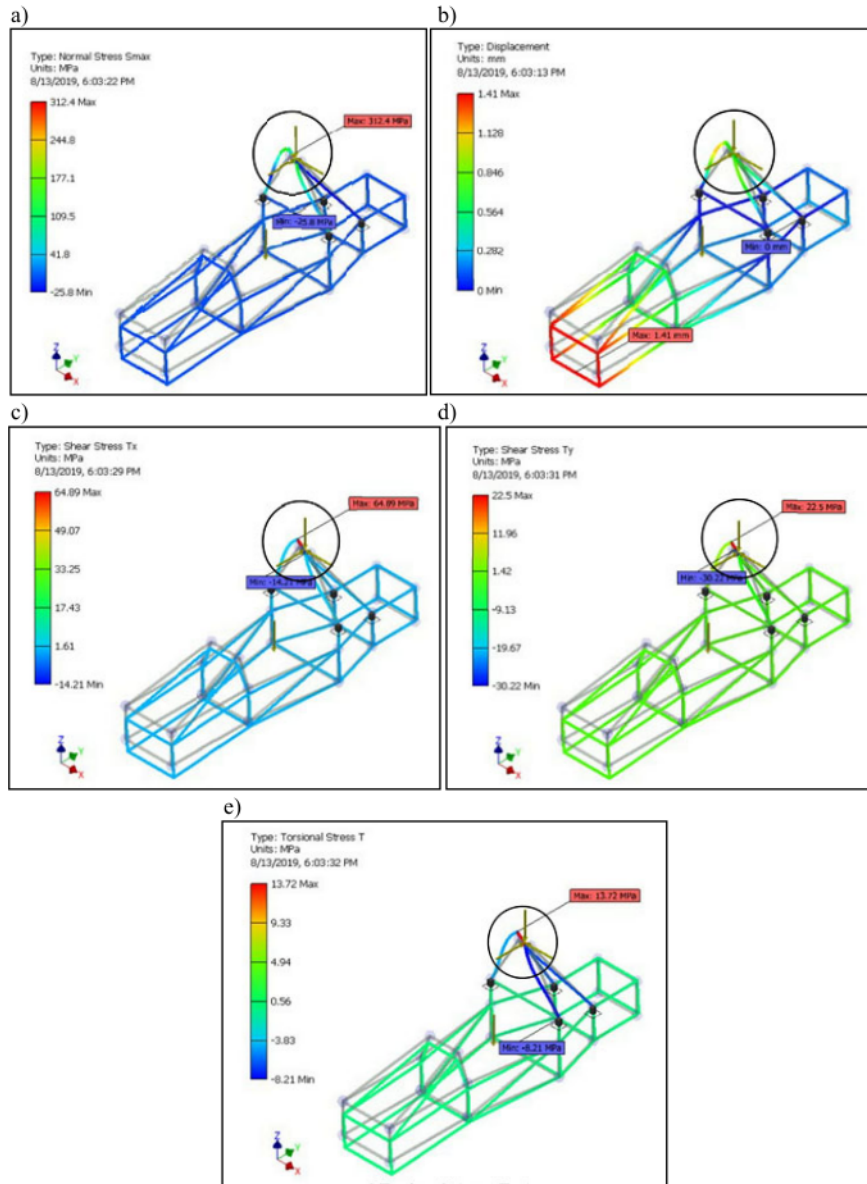 a)
Type: Normal Stress Smax
Units: MPa
8/13/2019, 6:03:22 PM
312.4 Max
244.8
177.1
109.5
41.8
-25.8 Min
Max: 312.4 MPa
Min: -25.8 MPa
Z
Y
X
b)
Type: Displacement
Units: mm
8/13/2019, 6:03:13 PM
1.41 Max
1.128
0.846
0.564
0.282
0 Min
Min: 0 mm
Max: 1.41 mm
Z
Y
X
c)
Type: Shear Stress Tx
Units: MPa
8/13/2019, 6:03:29 PM
64.89 Max
49.07
33.25
17.43
1.61
-14.21 Min
Max: 64.89 MPa
Min: -14.21 MPa
Z
Y
X
d)
Type: Shear Stress Ty
Units: MPa
8/13/2019, 6:03:31 PM
22.5 Max
11.96
1.42
-9.13
-19.67
-30.22 Min
Max: 22.5 MPa
Min: -30.22 MPa
Z
Y
X
e)
Type: Torsional Stress T
Units: MPa
8/13/2019, 6:03:32 PM
13.72 Max
9.33
4.94
0.56
-3.83
-8.21 Min
Max: 13.72 MPa
Min: -8.21 MPa
Z
Y
X